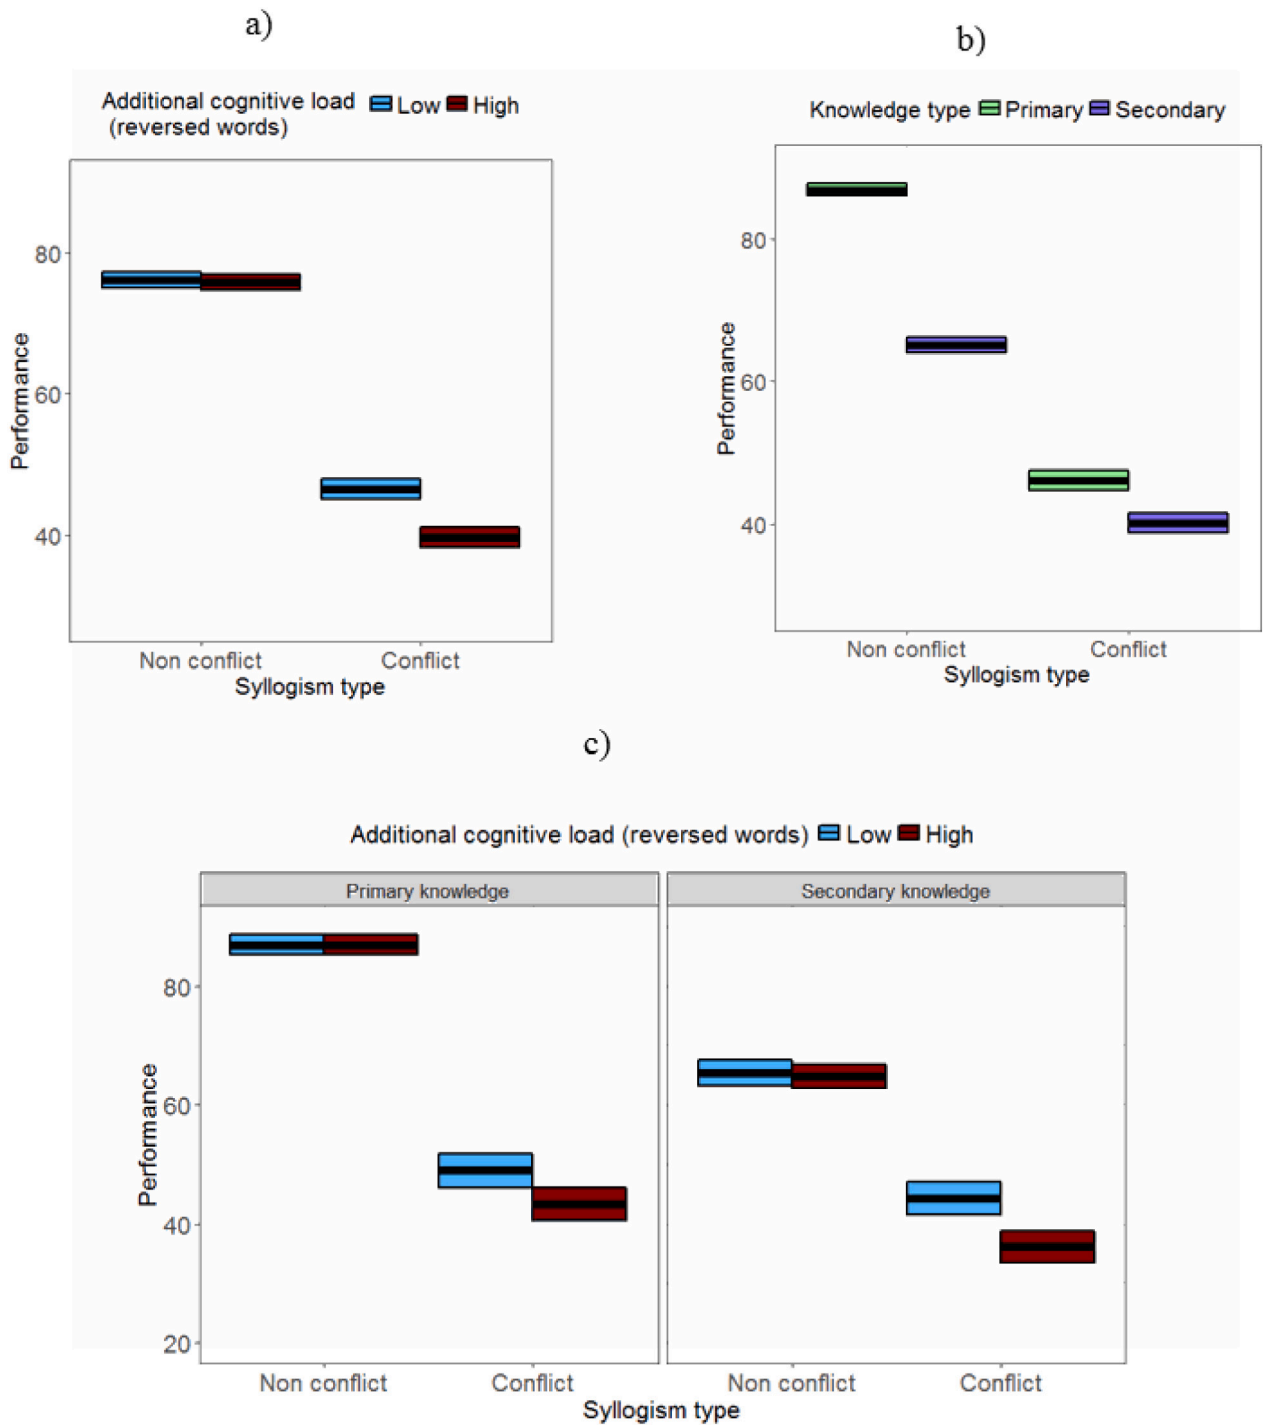 a)
Additional cognitive load Low High
(reversed words)
80
60
40
Performance
Non conflict Conflict
Syllogism type
b)
Knowledge type Primary Secondary
80
60
40
Performance
Non conflict Conflict
Syllogism type
c)
Additional cognitive load (reversed words) Low High
Primary knowledge Secondary knowledge
80
60
40
20
Performance
Non conflict Conflict Non conflict Conflict
Syllogism type